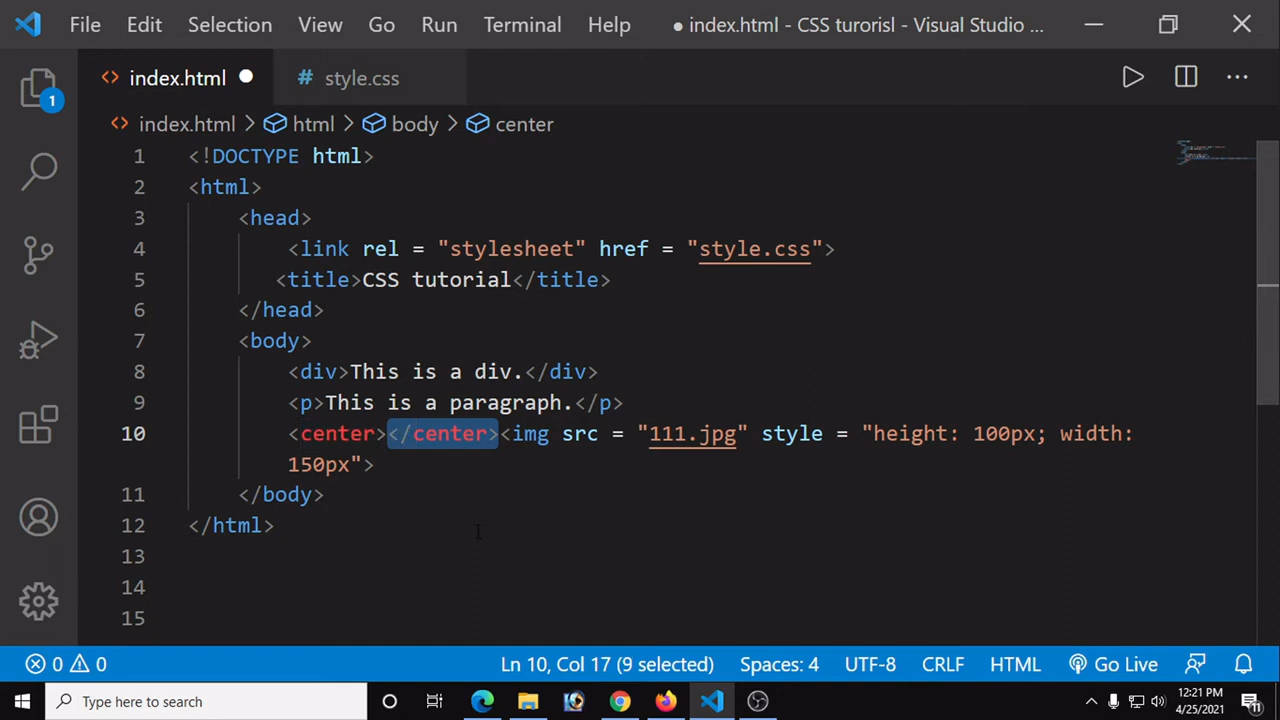 File Edit Selection View Go Run Terminal Help ● index.html - CSS turorisl - Visual Studio ...
index.html style.css
1
index.html > html > body > center
1 <!DOCTYPE html>
2 <html>
3 <head>
4 <link rel = "stylesheet" href = "style.css">
5 <title>CSS tutorial</title>
6 </head>
7 <body>
8 <div>This is a div.</div>
9 <p>This is a paragraph.</p>
10 <center></center><img src = "111.jpg" style = "height: 100px; width:
150px">
11 </body>
12 </html>
13
14
15
0 0 Ln 10, Col 17 (9 selected) Spaces: 4 UTF-8 CRLF HTML Go Live
Type here to search 12:21 PM
4/25/2021 11